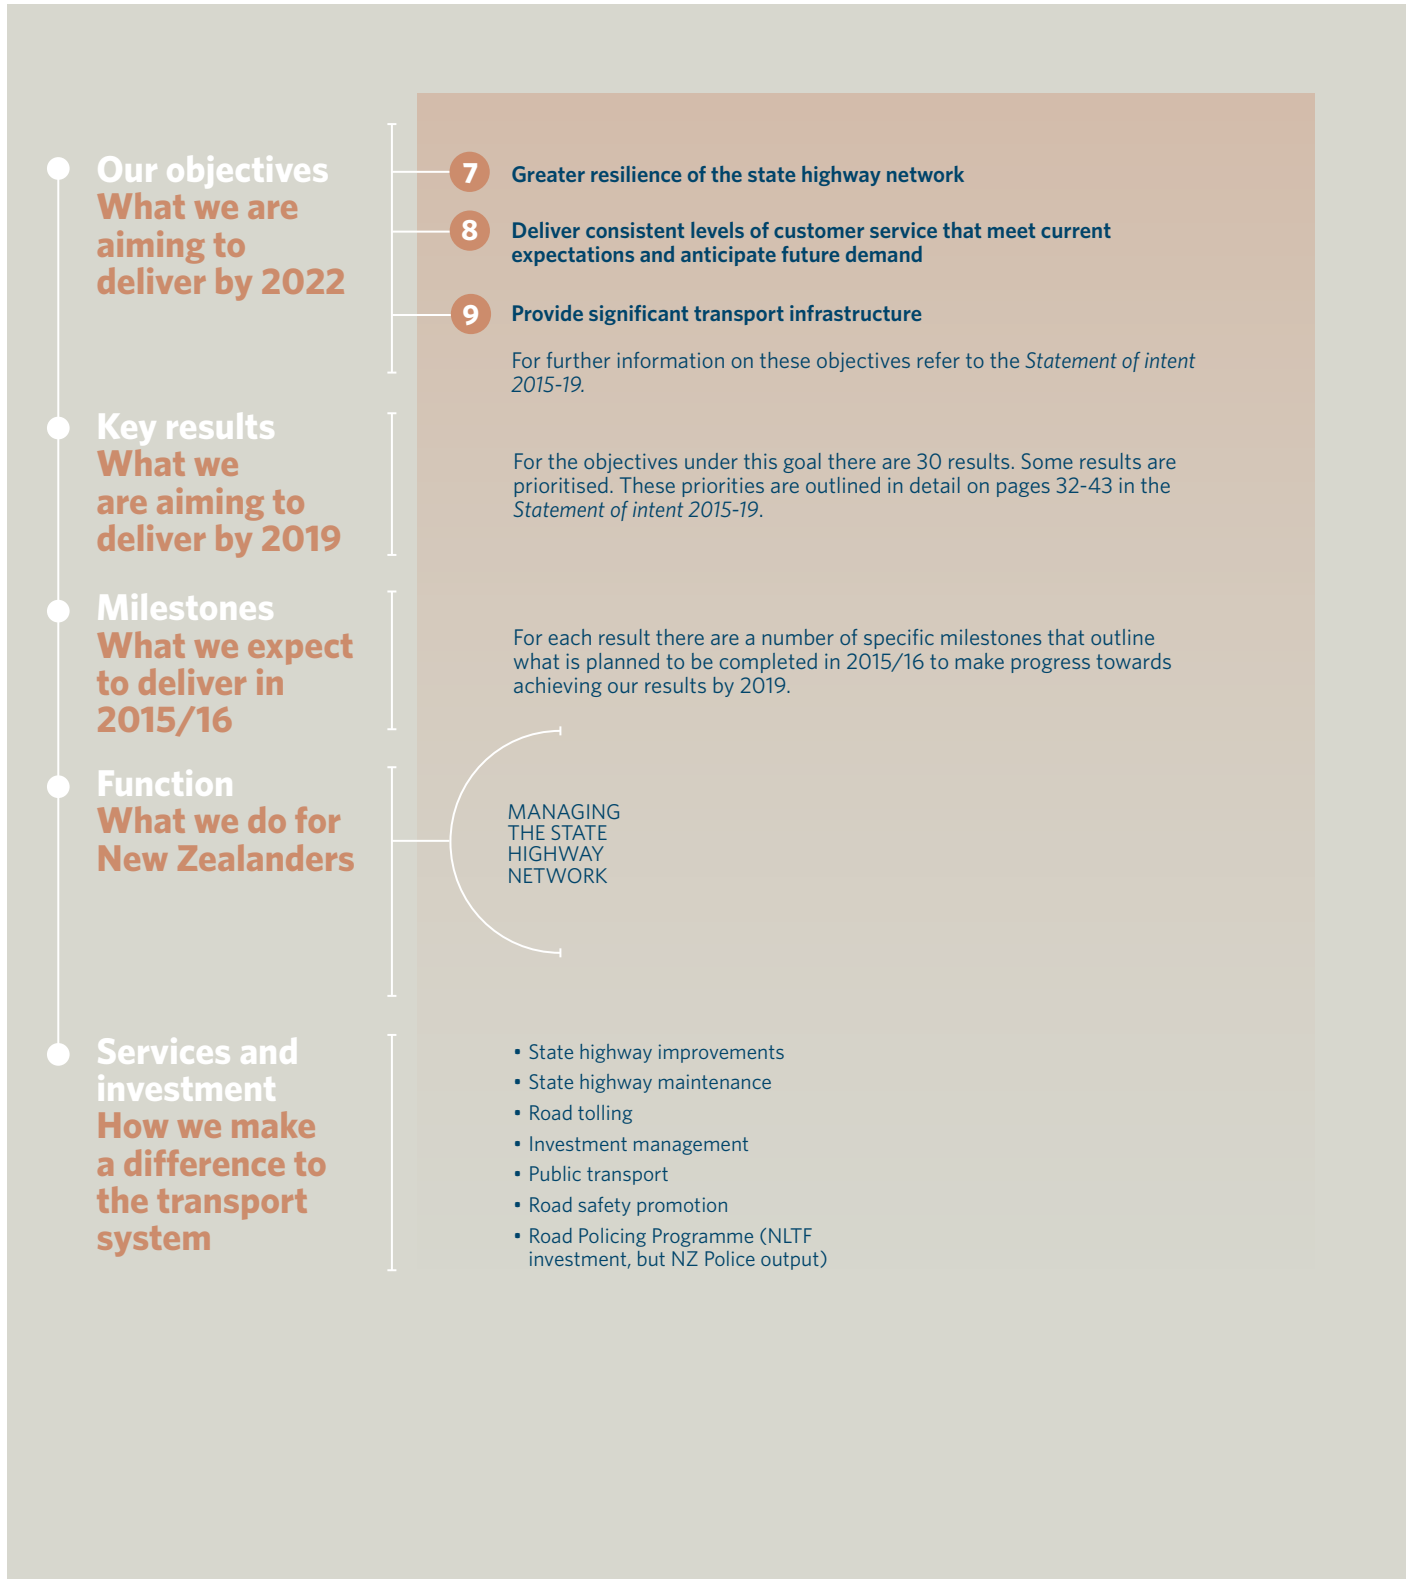 Our objectives
What we are
aiming to
deliver by 2022
7 Greater resilience of the state highway network
8 Deliver consistent levels of customer service that meet current
expectations and anticipate future demand
9 Provide significant transport infrastructure
For further information on these objectives refer to the Statement of intent
2015-19.
Key results
What we
are aiming to
deliver by 2019
For the objectives under this goal there are 30 results. Some results are
prioritised. These priorities are outlined in detail on pages 32-43 in the
Statement of intent 2015-19.
Milestones
What we expect
to deliver in
2015/16
For each result there are a number of specific milestones that outline
what is planned to be completed in 2015/16 to make progress towards
achieving our results by 2019.
Function
What we do for
New Zealanders
MANAGING
THE STATE
HIGHWAY
NETWORK
Services and
investment
How we make
a difference to
the transport
system
• State highway improvements
• State highway maintenance
• Road tolling
• Investment management
• Public transport
• Road safety promotion
• Road Policing Programme (NLTF
investment, but NZ Police output)